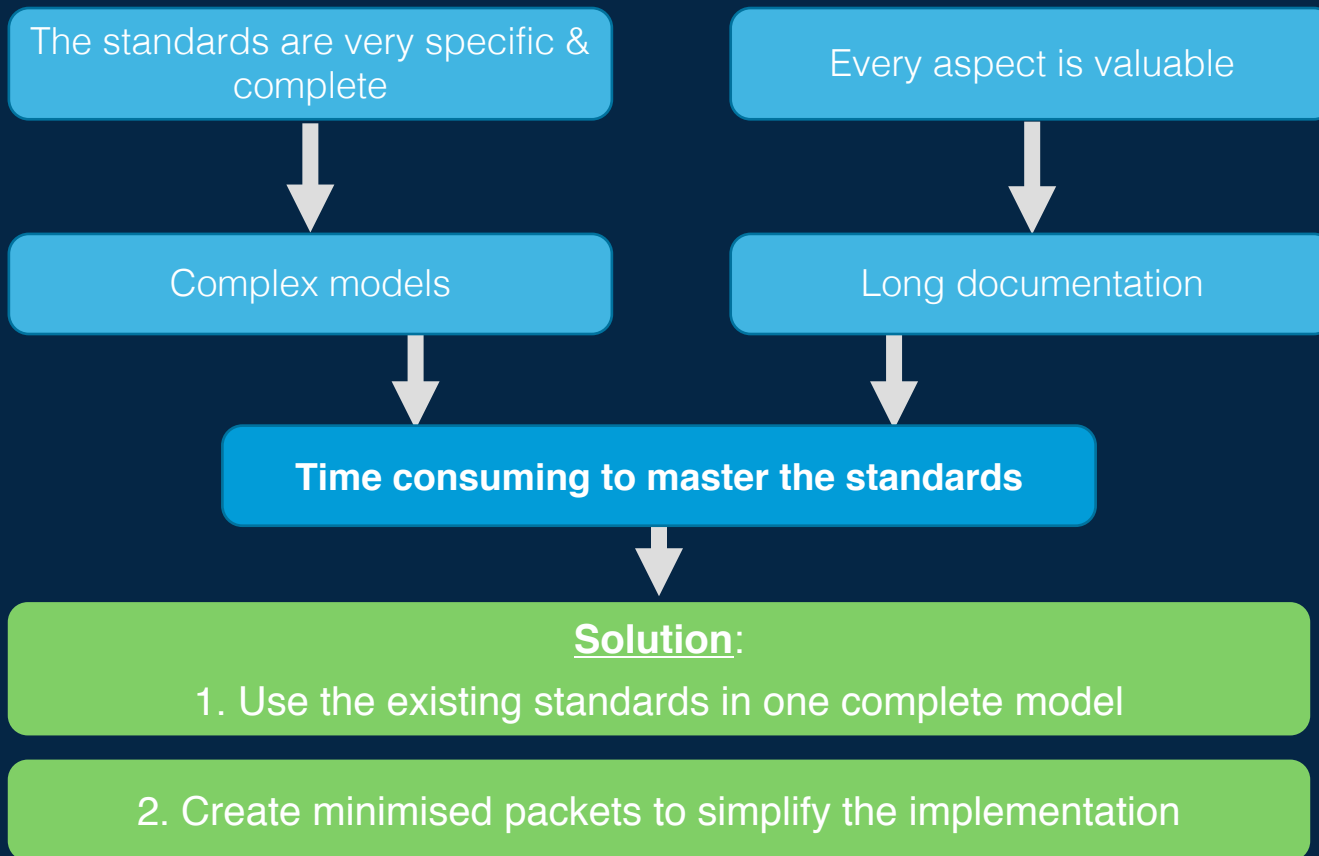 The standards are very specific &
complete
Every aspect is valuable
Complex models
Long documentation
Time consuming to master the standards
Solution:
1. Use the existing standards in one complete model
2. Create minimised packets to simplify the implementation